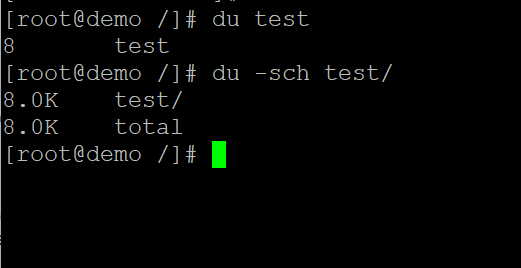 [root@demo /]# du test
8 test
[root@demo /]# du -sch test/
8.0K test/
8.0K total
[root@demo /]#